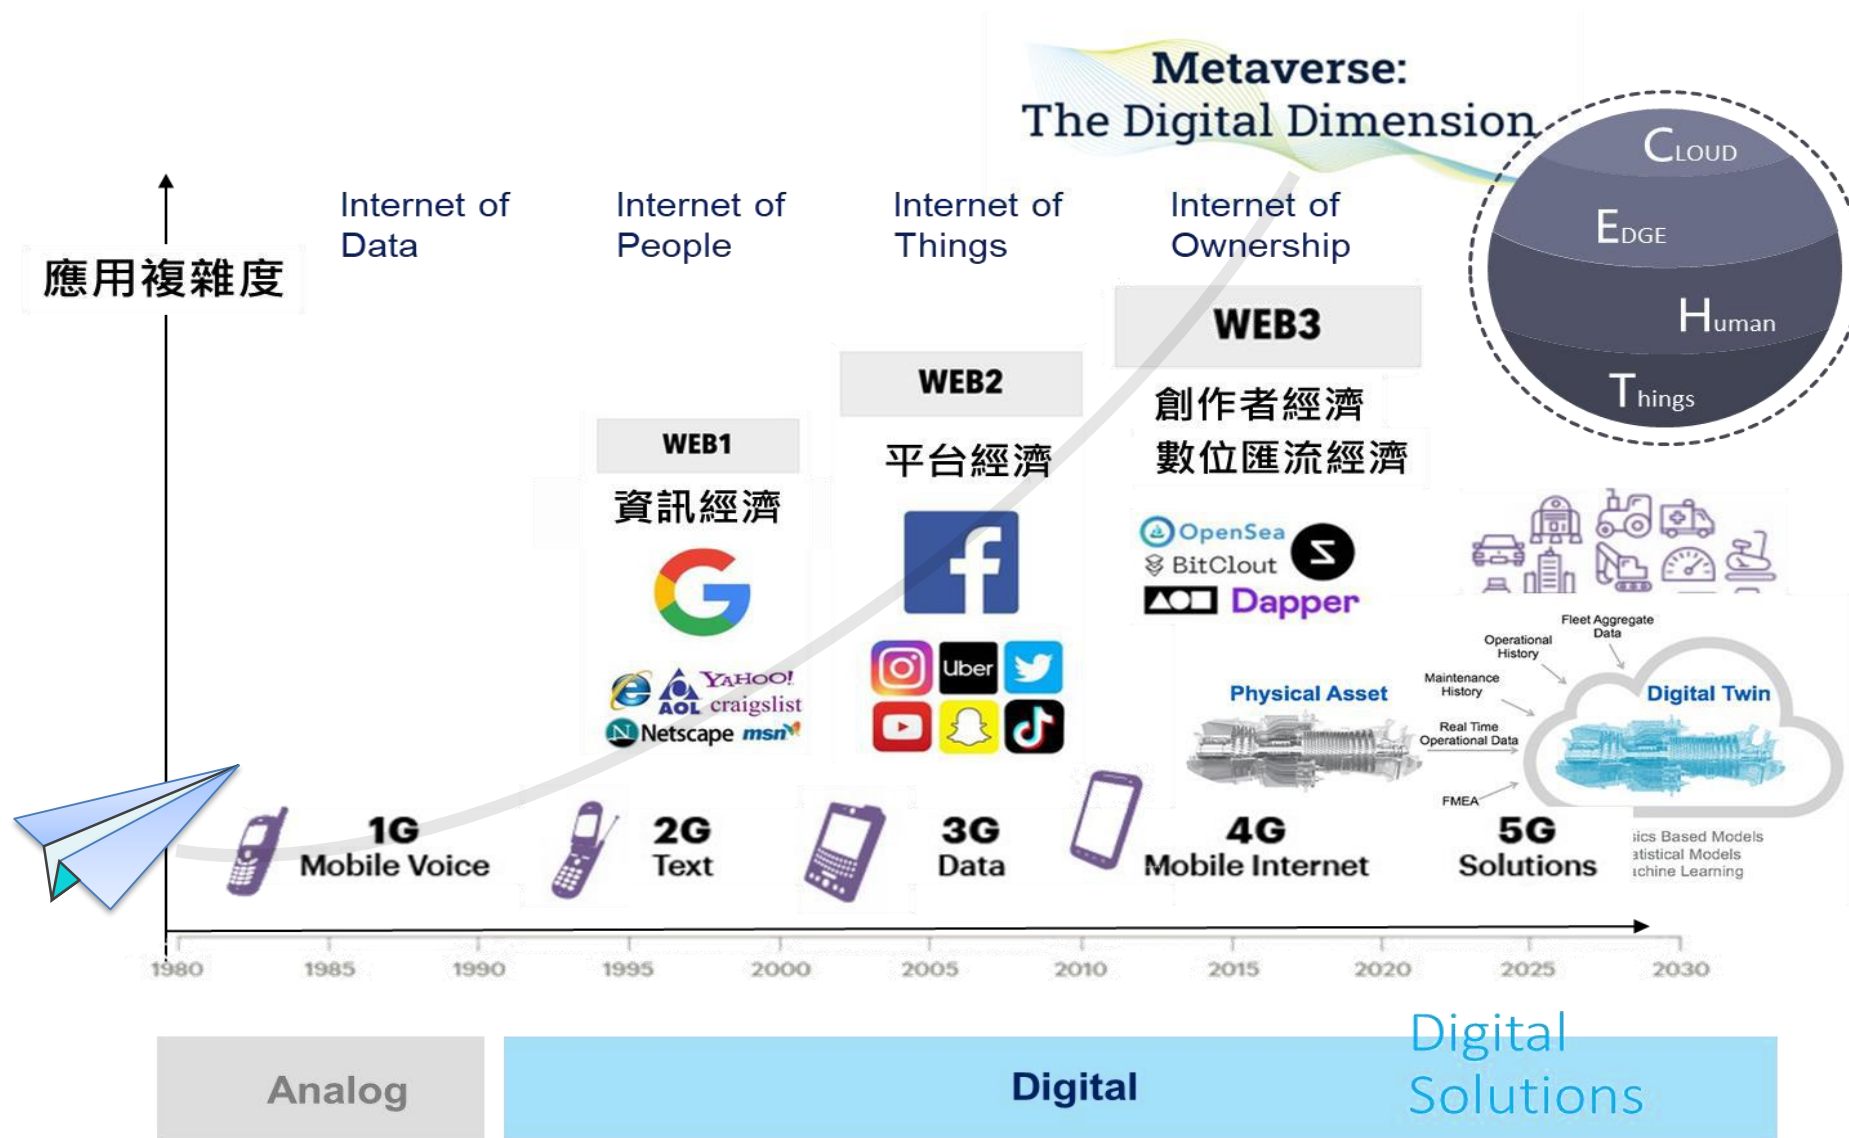 Metaverse:
The Digital Dimension
CLOUD
EDGE
Human
Things
Internet of
Data
Internet of
People
Internet of
Things
Internet of
Ownership
應用複雜度
WEB1
資訊經濟
WEB2
平台經濟
WEB3
創作者經濟
數位匯流經濟
YAHOO!
AOL craigslist
N Netscape msn
Uber
OpenSea
BitClout
Dapper
Physical Asset
Fleet Aggregate
Data
Operational
History
Maintenance
History
Real Time
Operational Data
FMEA
Digital Twin
sics Based Models
atistical Models
achine Learning
1G
Mobile Voice
2G
Text
3G
Data
4G
Mobile Internet
5G
Solutions
1980 1985 1990 1995 2000 2005 2010 2015 2020 2025 2030
Analog
Digital
Digital
Solutions